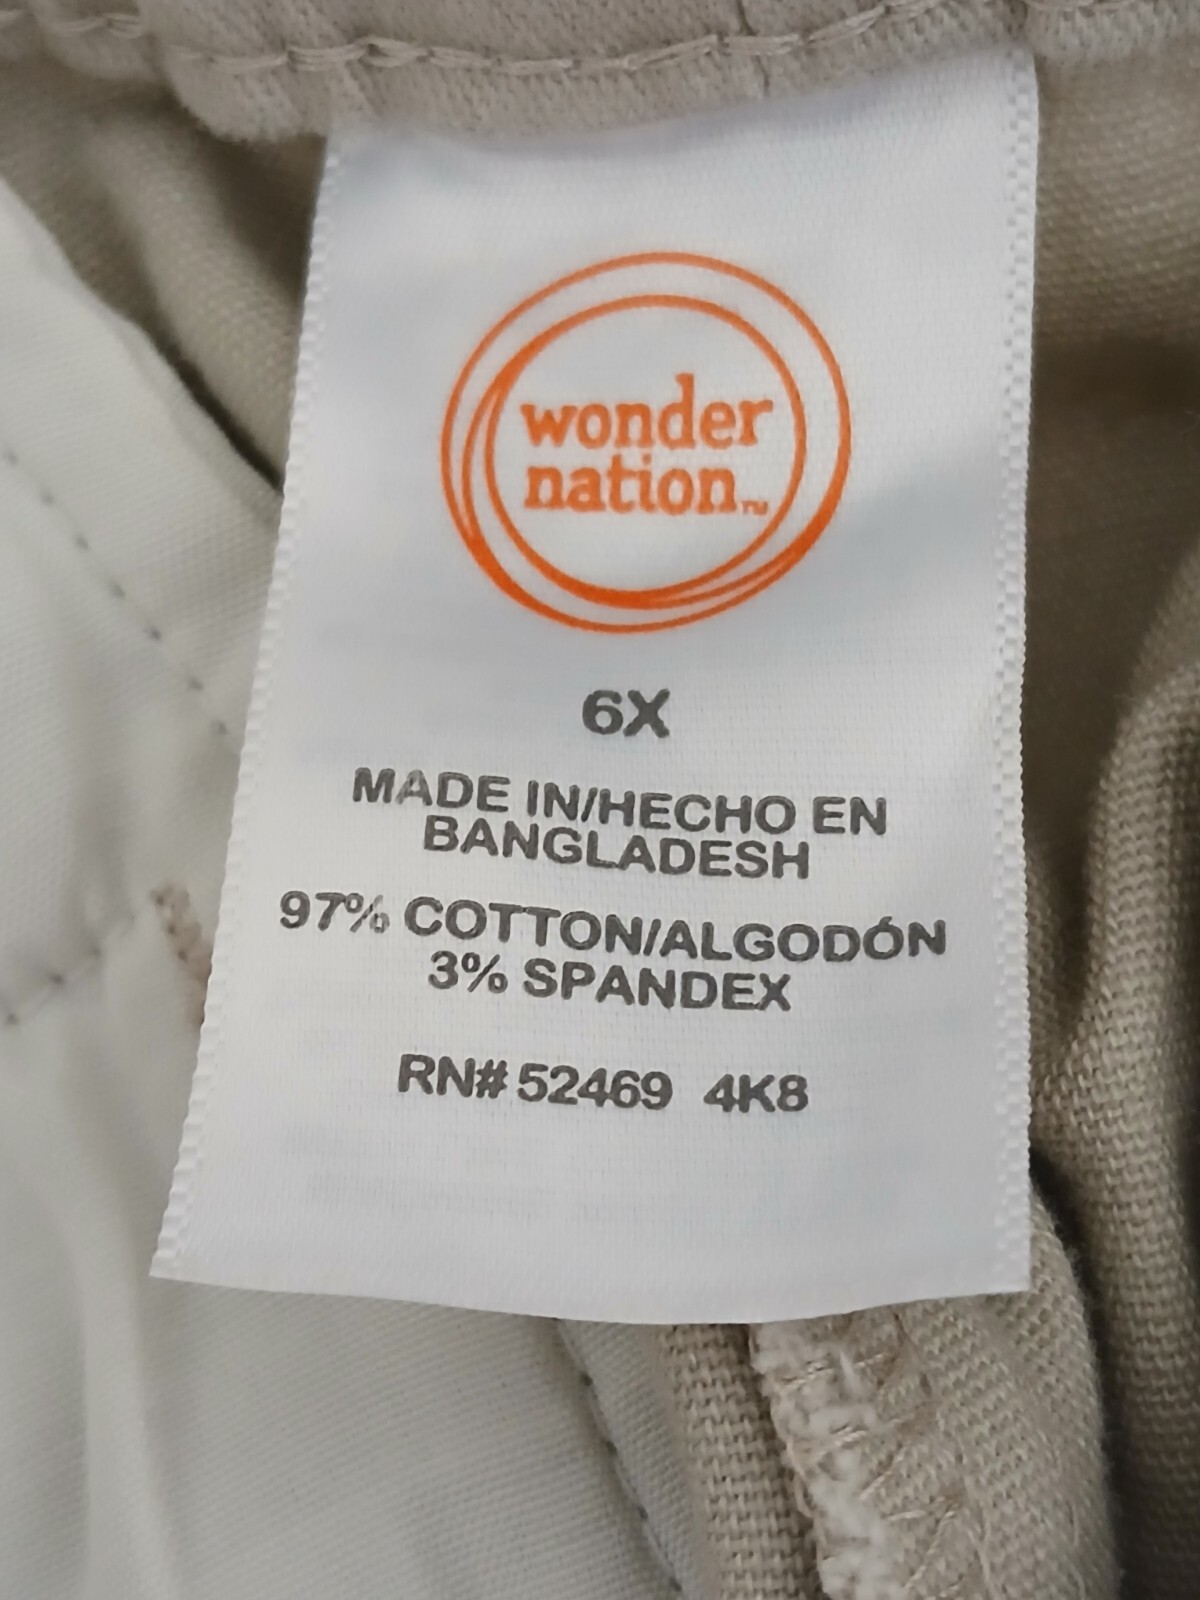 wonder
nation™
6X
MADE IN/HECHO EN
BANGLADESH
97% COTTON/ALGODÓN
3% SPANDEX
RN# 52469 4K8